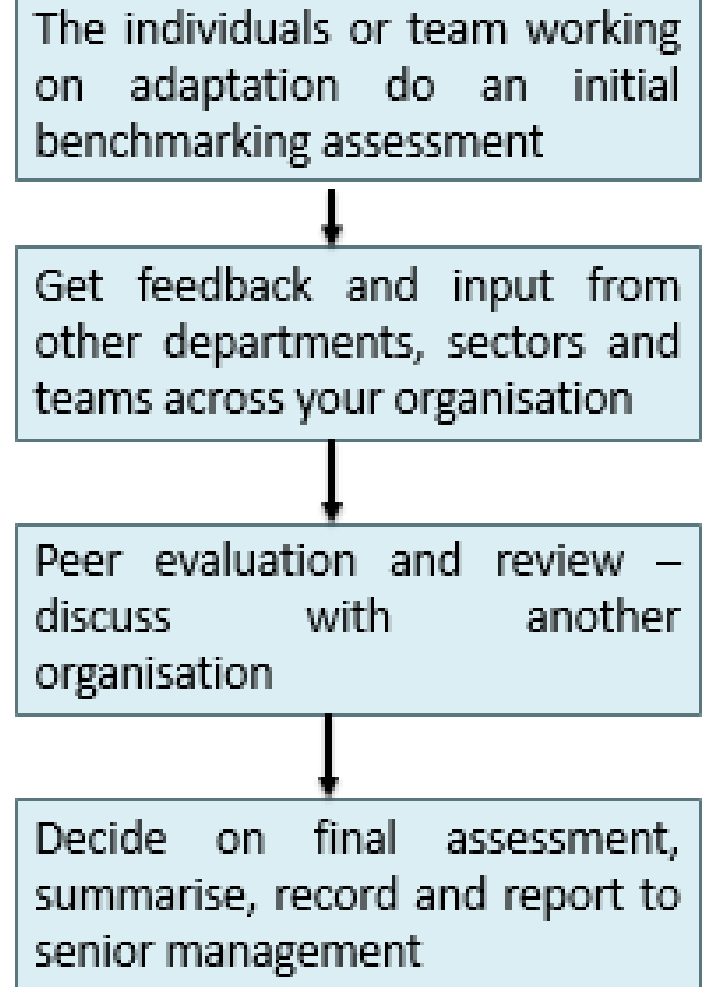 The individuals or team working
on adaptation do an initial
benchmarking assessment
Get feedback and input from
other departments, sectors and
teams across your organisation
Peer evaluation and review –
discuss with another
organisation
Decide on final assessment,
summarise, record and report to
senior management